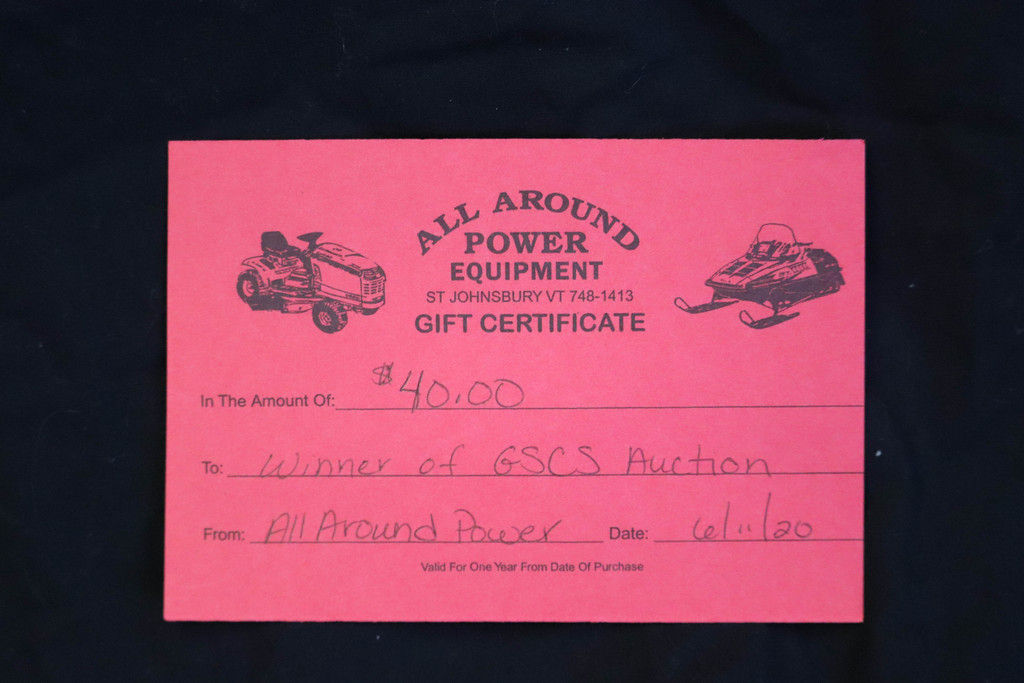 ALL AROUND
POWER
EQUIPMENT
ST JOHNSBURY VT 748-1413
GIFT CERTIFICATE
In The Amount Of: $40.00
To: Winner of GSCS Auction
From: All Around Power Date: 6/11/20
Valid For One Year From Date Of Purchase